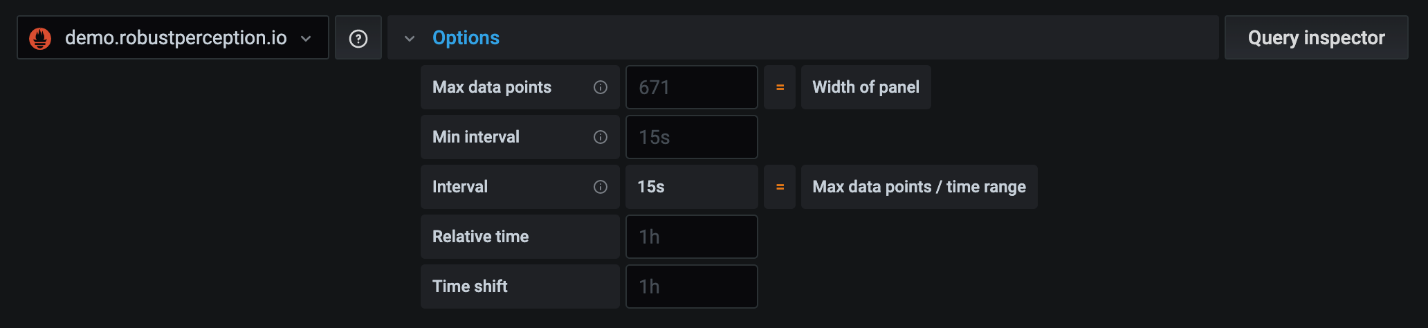 demo.robustperception.io Options Query inspector
Max data points 671 = Width of panel
Min interval 15s
Interval 15s = Max data points / time range
Relative time 1h
Time shift 1h